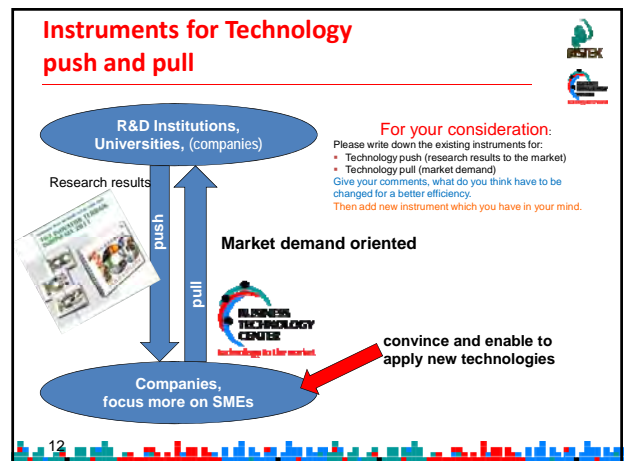 Instruments for Technology
push and pull
RISTEK
R&D Institutions,
Universities, (companies)
For your consideration:
Please write down the existing instruments for:
▪ Technology push (research results to the market)
▪ Technology pull (market demand)
Give your comments, what do you think have to be
changed for a better efficiency.
Then add new instrument which you have in your mind.
Research results
push
pull
Market demand oriented
BUSINESS
TECHNOLOGY
CENTER
technology to the market
convince and enable to
apply new technologies
Companies,
focus more on SMEs
12